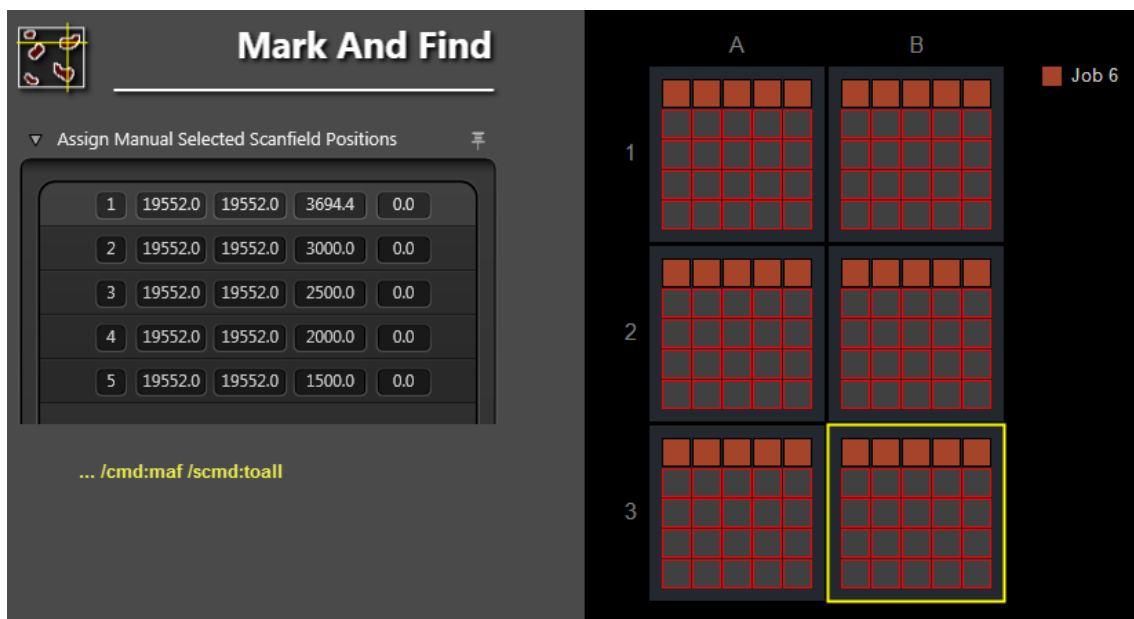 Mark And Find
Assign Manual Selected Scanfield Positions
1 19552.0 19552.0 3694.4 0.0
2 19552.0 19552.0 3000.0 0.0
3 19552.0 19552.0 2500.0 0.0
4 19552.0 19552.0 2000.0 0.0
5 19552.0 19552.0 1500.0 0.0
... /cmd:maf /scmd:toall
A B
Job 6
1
2
3